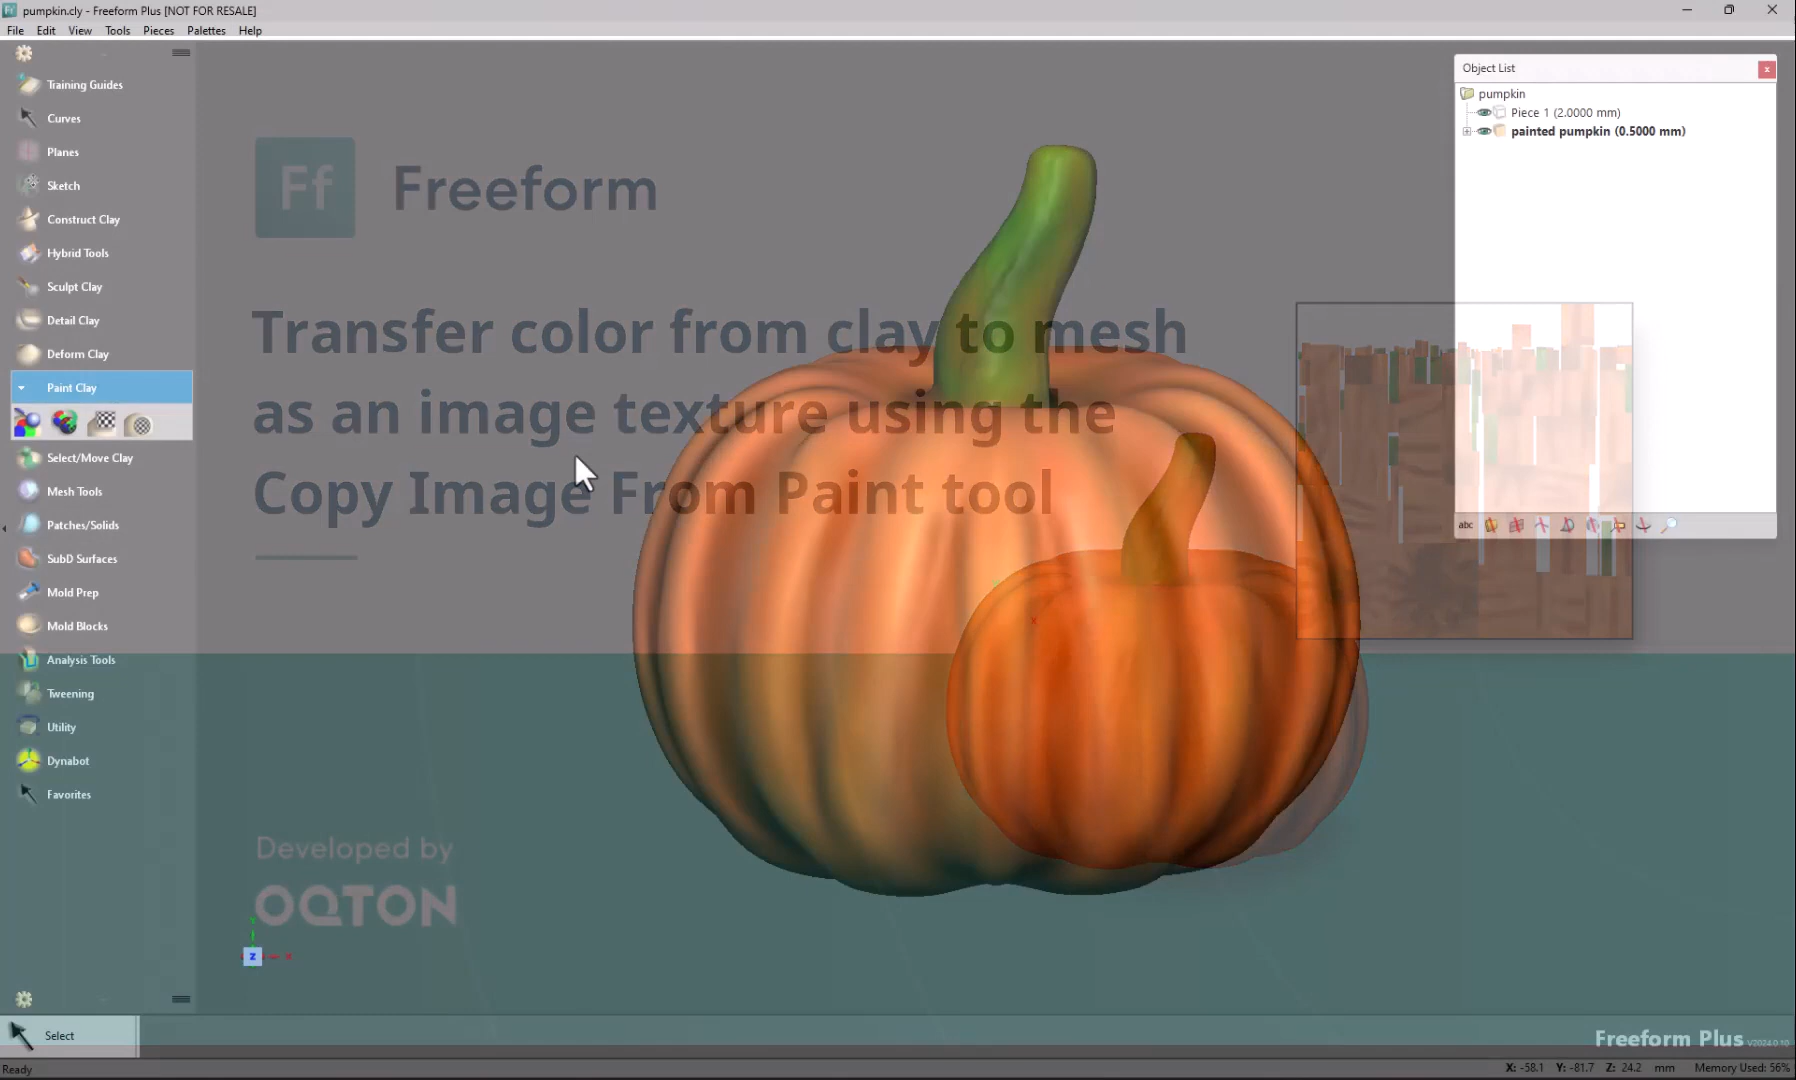 Ff
pumpkin.cly - Freeform Plus [NOT FOR RESALE]
File Edit View Tools Pieces Palettes Help
Training Guides
Curves
Planes
Sketch
Construct Clay
Hybrid Tools
Sculpt Clay
Detail Clay
Deform Clay
Paint Clay
Select/Move Clay
Mesh Tools
Patches/Solids
SubD Surfaces
Mold Prep
Mold Blocks
Analysis Tools
Tweening
Utility
Dynabot
Favorites
Select
Ready
Ff Freeform
Transfer color from clay to mesh
as an image texture using the
Copy Image From Paint tool
Developed by
OQTON
Y
Z X
Object List
x
pumpkin
Piece 1 (2.0000 mm)
painted pumpkin (0.5000 mm)
abc
Freeform Plus V2024.0.10
X: -58.1 Y: -81.7 Z: 24.2 mm Memory Used: 56%